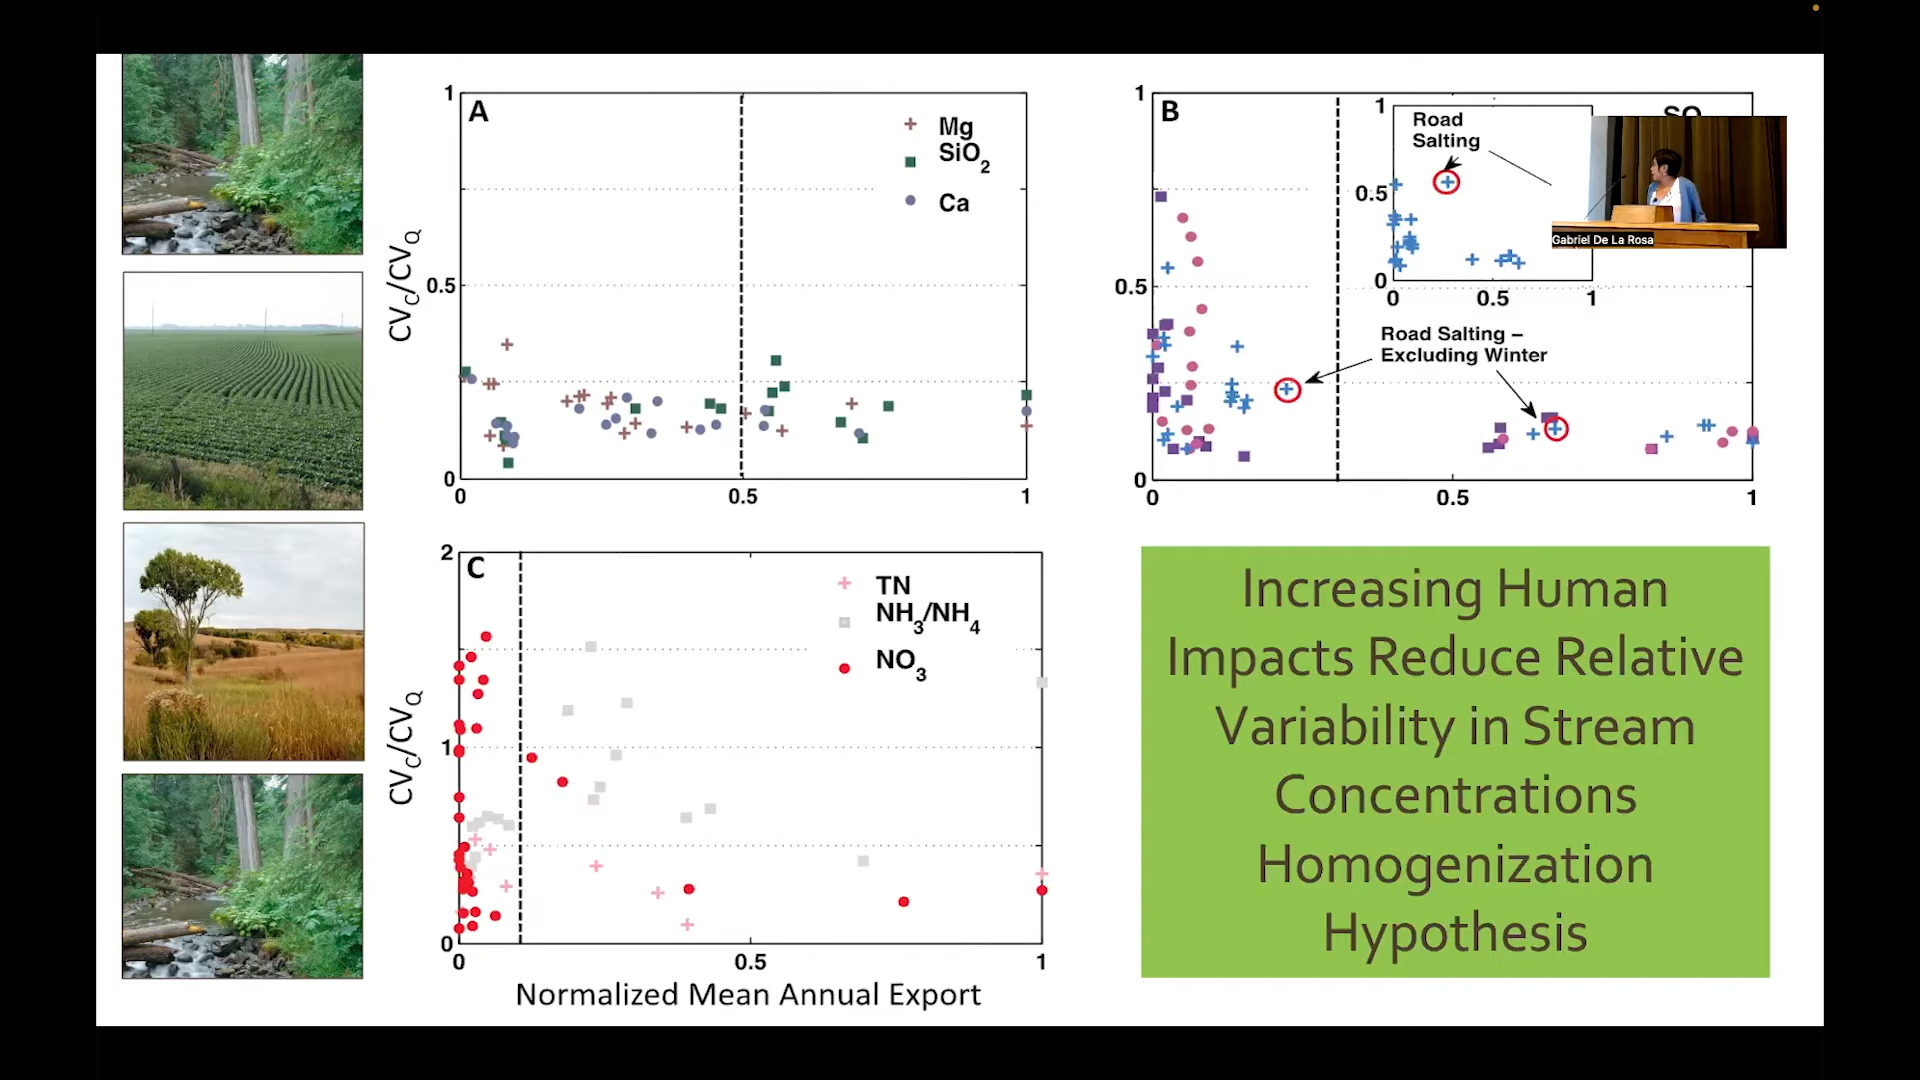 A
Mg
SiO2
Ca
1
0.5
0
0
0.5
1
CVC/CVQ
B
SO
1
0.5
0
0
0.5
1
Road
Salting
1
0.5
0
0
0.5
1
Road Salting –
Excluding Winter
Gabriel De La Rosa
C
TN
NH3/NH4
NO3
2
1
0
0
0.5
1
CVC/CVQ
Normalized Mean Annual Export
Increasing Human
Impacts Reduce Relative
Variability in Stream
Concentrations
Homogenization
Hypothesis